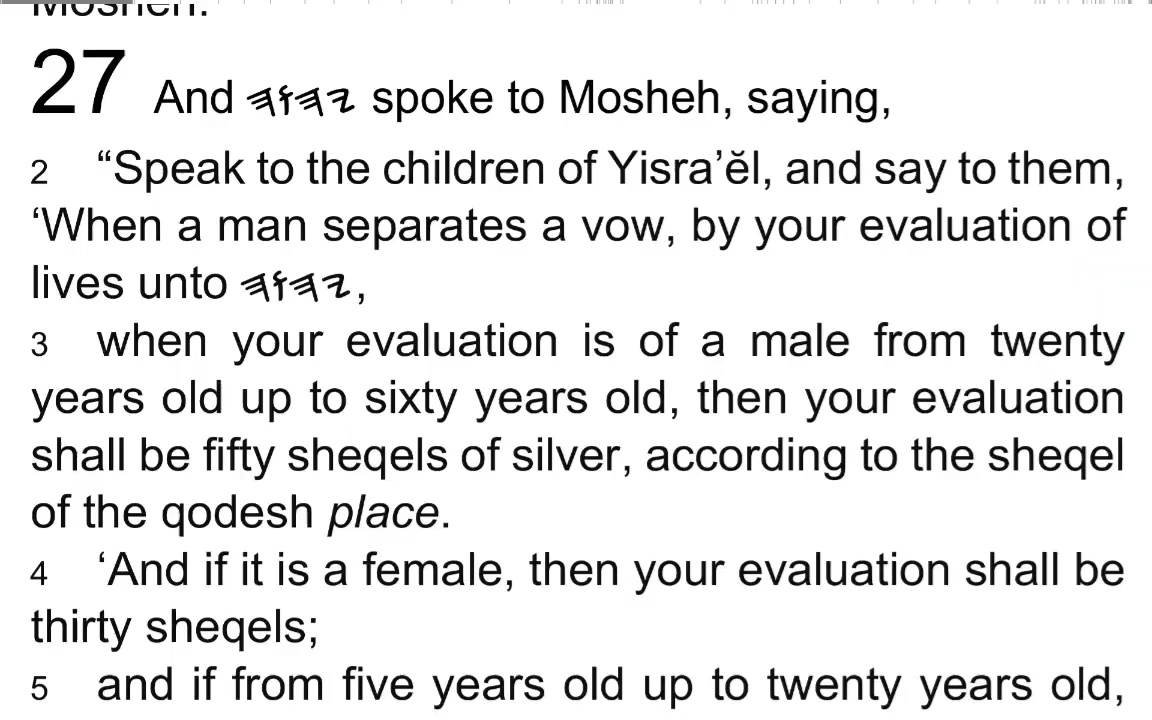 Mosheh.
27 And 𐤉𐤄𐤅𐤄 spoke to Mosheh, saying,
2 “Speak to the children of Yisra’ĕl, and say to them,
‘When a man separates a vow, by your evaluation of
lives unto 𐤉𐤄𐤅𐤄,
3 when your evaluation is of a male from twenty
years old up to sixty years old, then your evaluation
shall be fifty sheqels of silver, according to the sheqel
of the qodesh place.
4 ‘And if it is a female, then your evaluation shall be
thirty sheqels;
5 and if from five years old up to twenty years old,